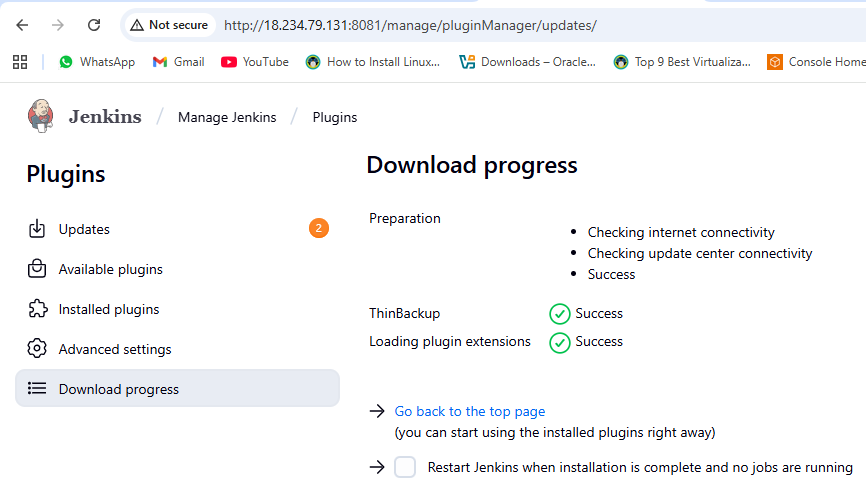 Not secure http://18.234.79.131:8081/manage/pluginManager/updates/
WhatsApp Gmail YouTube How to Install Linux... Downloads – Oracle... Top 9 Best Virtualiza... Console Home
Jenkins / Manage Jenkins / Plugins
Plugins
Updates 2
Available plugins
Installed plugins
Advanced settings
Download progress
Download progress
Preparation
• Checking internet connectivity
• Checking update center connectivity
• Success
ThinBackup Success
Loading plugin extensions Success
Go back to the top page
(you can start using the installed plugins right away)
Restart Jenkins when installation is complete and no jobs are running